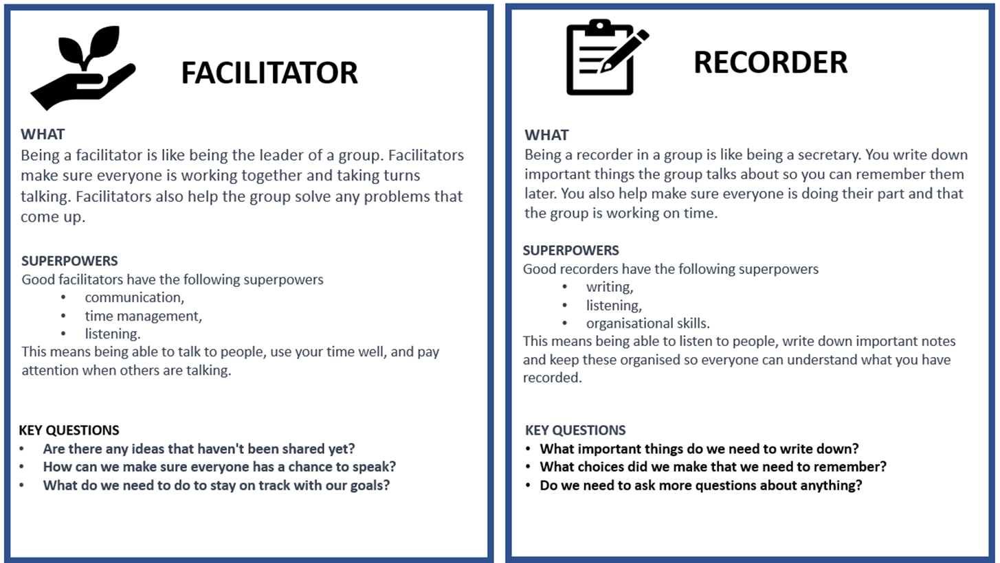 FACILITATOR
WHAT
Being a facilitator is like being the leader of a group. Facilitators
make sure everyone is working together and taking turns
talking. Facilitators also help the group solve any problems that
come up.
SUPERPOWERS
Good facilitators have the following superpowers
• communication,
• time management,
• listening.
This means being able to talk to people, use your time well, and pay
attention when others are talking.
KEY QUESTIONS
• Are there any ideas that haven't been shared yet?
• How can we make sure everyone has a chance to speak?
• What do we need to do to stay on track with our goals?
RECORDER
WHAT
Being a recorder in a group is like being a secretary. You write down
important things the group talks about so you can remember them
later. You also help make sure everyone is doing their part and that
the group is working on time.
SUPERPOWERS
Good recorders have the following superpowers
• writing,
• listening,
• organisational skills.
This means being able to listen to people, write down important notes
and keep these organised so everyone can understand what you have
recorded.
KEY QUESTIONS
• What important things do we need to write down?
• What choices did we make that we need to remember?
• Do we need to ask more questions about anything?